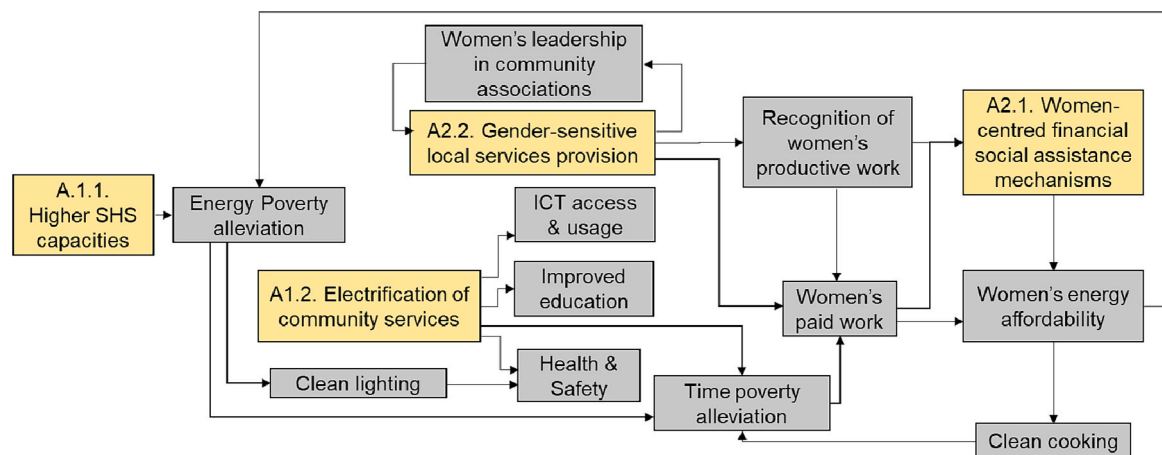 Women's leadership
in community
associations
A2.2. Gender-sensitive
local services provision
Recognition of
women's
productive work
A2.1. Women-
centred financial
social assistance
mechanisms
A.1.1.
Higher SHS
capacities
Energy Poverty
alleviation
ICT access
& usage
A1.2. Electrification of
community services
Improved
education
Women's
paid work
Women's energy
affordability
Clean lighting
Health &
Safety
Time poverty
alleviation
Clean cooking